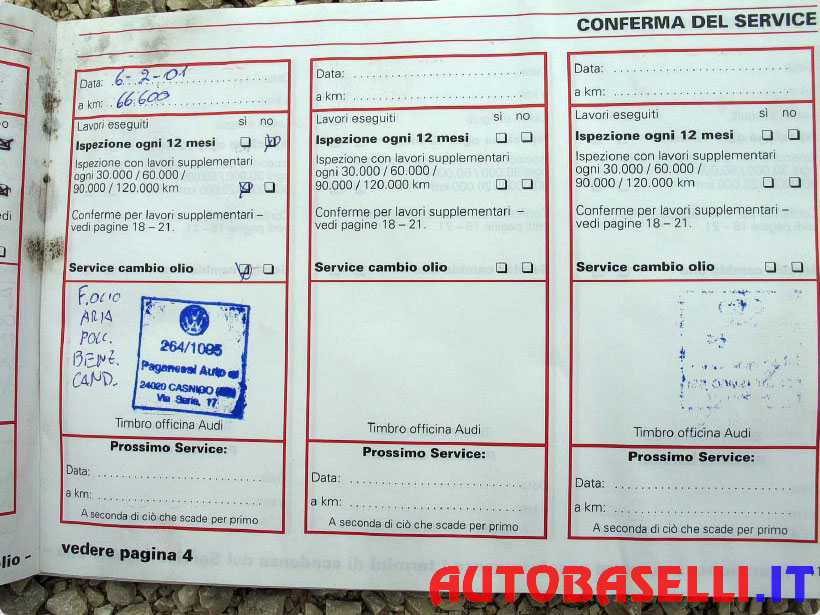 CONFERMA DEL SERVICE
Data: 6-2-01
a km: 66.600
Lavori eseguiti sì no
Ispezione ogni 12 mesi
Ispezione con lavori supplementari
ogni 30.000 / 60.000 /
90.000 / 120.000 km
Conferme per lavori supplementari –
vedi pagine 18 – 21.
Service cambio olio
F.OLIO
ARIA
POLL.
BENZ.
CAND.
264/1095
Paganessi Auto
24020 CASNIGO
Via Serio, 17
Timbro officina Audi
Prossimo Service:
Data:
a km:
A seconda di ciò che scade per primo
Data:
a km:
Lavori eseguiti sì no
Ispezione ogni 12 mesi
Ispezione con lavori supplementari
ogni 30.000 / 60.000 /
90.000 / 120.000 km
Conferme per lavori supplementari –
vedi pagine 18 – 21.
Service cambio olio
Timbro officina Audi
Prossimo Service:
Data:
a km:
A seconda di ciò che scade per primo
Data:
a km:
Lavori eseguiti sì no
Ispezione ogni 12 mesi
Ispezione con lavori supplementari
ogni 30.000 / 60.000 /
90.000 / 120.000 km
Conferme per lavori supplementari –
vedi pagine 18 – 21.
Service cambio olio
Timbro officina Audi
Prossimo Service:
Data:
a km:
A seconda di ciò che scade per primo
vedere pagina 4
AUTOBASELLI.IT